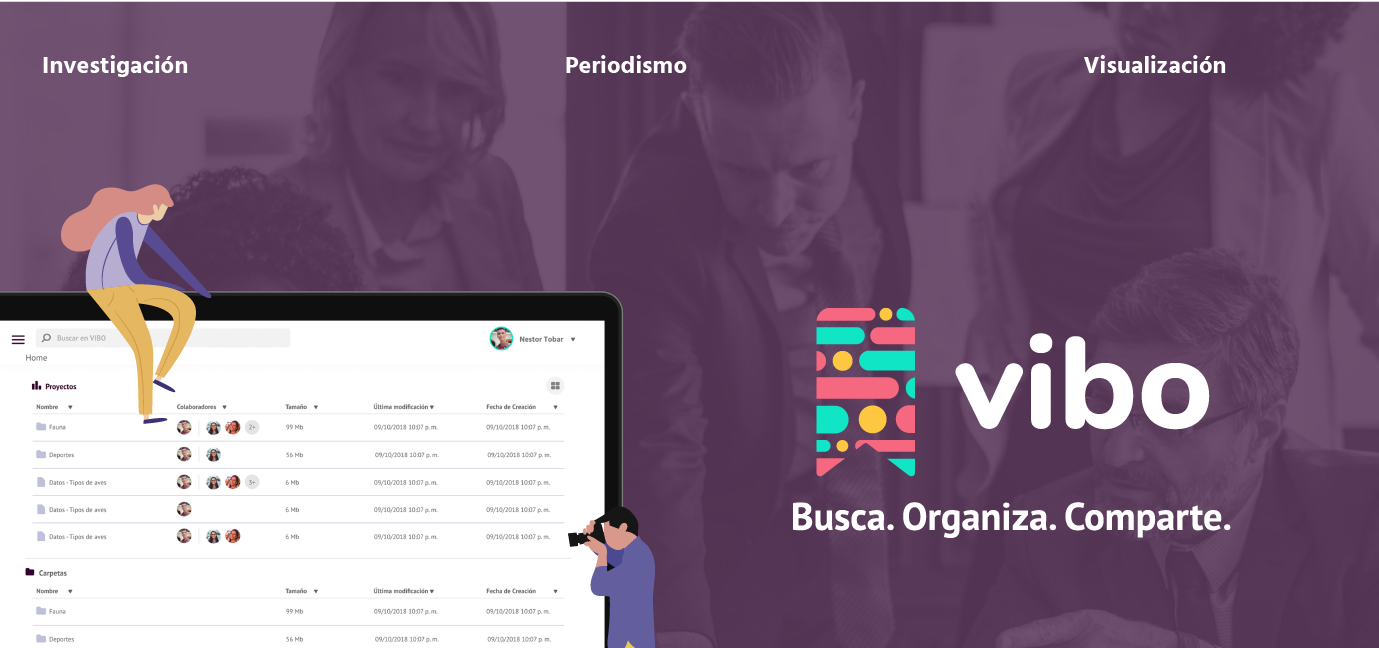 Investigación Periodismo Visualización
Buscar en VIBO
Nestor Tobar
Home
Proyectos
Nombre Colaboradores Tamaño Última modificación Fecha de Creación
Fauna 2+ 99 Mb 09/10/2018 10:07 p. m. 09/10/2018 10:07 p. m.
Deportes 56 Mb 09/10/2018 10:07 p. m. 09/10/2018 10:07 p. m.
Datos - Tipos de aves 3+ 6 Mb 09/10/2018 10:07 p. m. 09/10/2018 10:07 p. m.
Datos - Tipos de aves 6 Mb 09/10/2018 10:07 p. m. 09/10/2018 10:07 p. m.
Datos - Tipos de aves 6 Mb 09/10/2018 10:07 p. m. 09/10/2018 10:07 p. m.
Carpetas
Nombre Tamaño Última modificación Fecha de Creación
Fauna 99 Mb 09/10/2018 10:07 p. m. 09/10/2018 10:07 p. m.
Deportes 56 Mb 09/10/2018 10:07 p. m. 09/10/2018 10:07 p. m.
vibo
Busca. Organiza. Comparte.